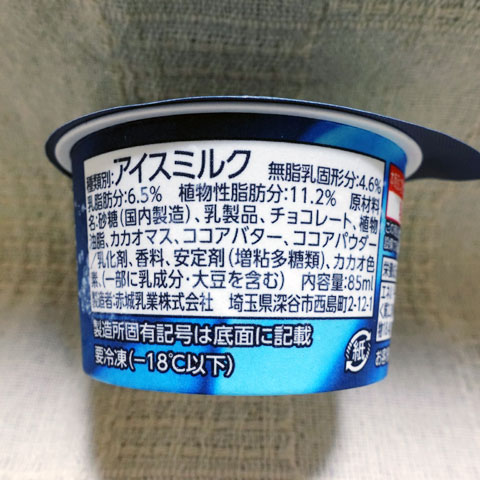 種類別:アイスミルク 無脂乳固形分:4.6%
乳脂肪分:6.5% 植物性脂肪分:11.2% 原材料
名:砂糖(国内製造)、乳製品、チョコレート、植物
油脂、カカオマス、ココアバター、ココアパウダー
/乳化剤、香料、安定剤(増粘多糖類)、カカオ色
素、(一部に乳成分・大豆を含む) 内容量:85ml
製造者:赤城乳業株式会社 埼玉県深谷市西島町2-12-1
製造所固有記号は底面に記載
要冷凍(-18℃以下)
紙